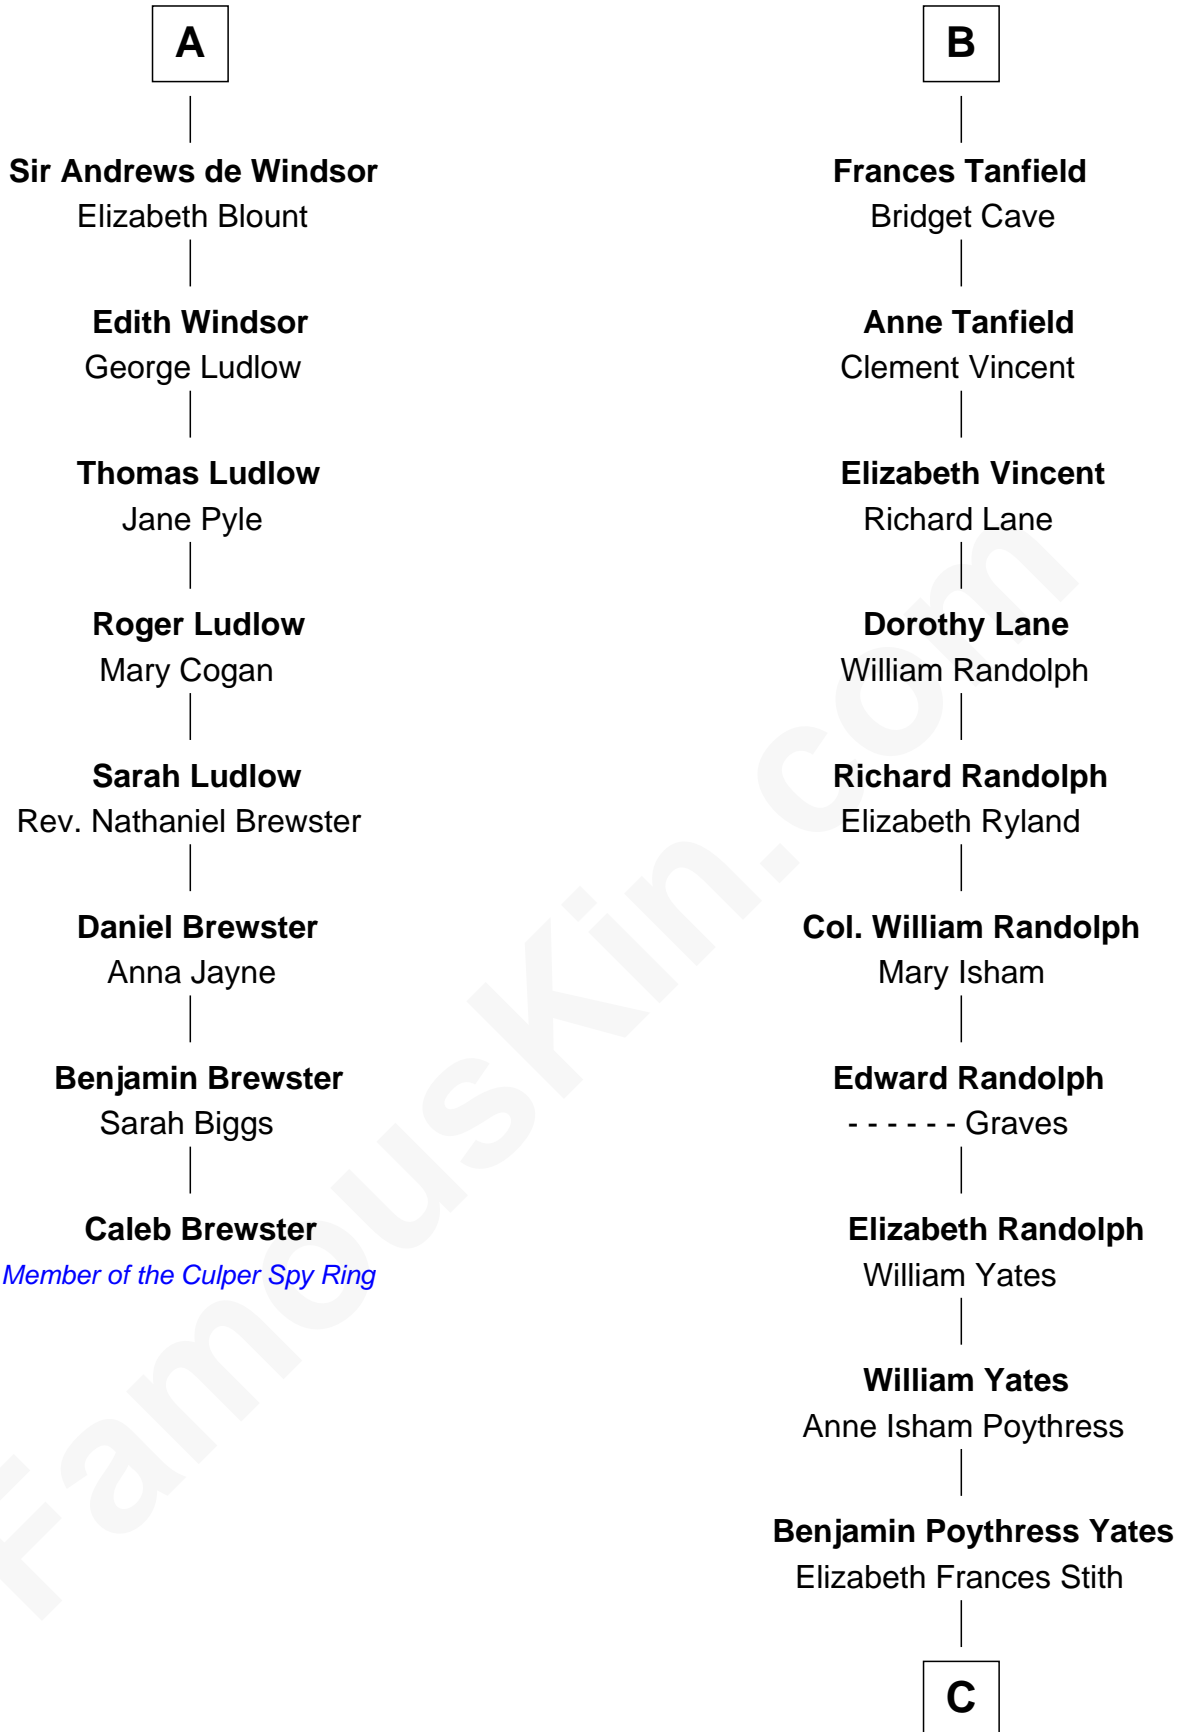 A
Sir Andrews de Windsor
Elizabeth Blount
Edith Windsor
George Ludlow
Thomas Ludlow
Jane Pyle
Roger Ludlow
Mary Cogan
Sarah Ludlow
Rev. Nathaniel Brewster
Daniel Brewster
Anna Jayne
Benjamin Brewster
Sarah Biggs
Caleb Brewster
Member of the Culper Spy Ring
B
Frances Tanfield
Bridget Cave
Anne Tanfield
Clement Vincent
Elizabeth Vincent
Richard Lane
Dorothy Lane
William Randolph
Richard Randolph
Elizabeth Ryland
Col. William Randolph
Mary Isham
Edward Randolph
- - - - - - Graves
Elizabeth Randolph
William Yates
William Yates
Anne Isham Poythress
Benjamin Poythress Yates
Elizabeth Frances Stith
C
FamousKin.com